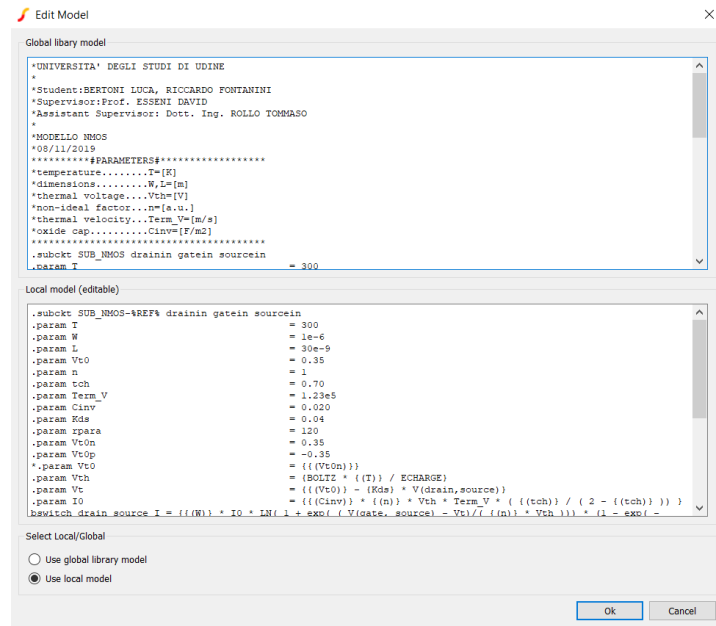 Edit Model
Global libary model
*UNIVERSITA' DEGLI STUDI DI UDINE
*
*Student:BERTONI LUCA, RICCARDO FONTANINI
*Supervisor:Prof. ESSENI DAVID
*Assistant Supervisor: Dott. Ing. ROLLO TOMMASO
*
*MODELLO NMOS
*08/11/2019
**********#PARAMETERS#******************
*temperature........T=[K]
*dimensions.........W,L=[m]
*thermal voltage....Vth=[V]
*non-ideal factor...n=[a.u.]
*thermal velocity...Term_V=[m/s]
*oxide cap..........Cinv=[F/m2]
****************************************
.subckt SUB_NMOS drainin gatein sourcein
.param T = 300
Local model (editable)
.subckt SUB_NMOS-%REF% drainin gatein sourcein
.param T = 300
.param W = 1e-6
.param L = 30e-9
.param Vt0 = 0.35
.param n = 1
.param tch = 0.70
.param Term_V = 1.23e5
.param Cinv = 0.020
.param Kds = 0.04
.param rpara = 120
.param Vt0n = 0.35
.param Vt0p = -0.35
*.param Vt0 = {{(Vt0n)}}
.param Vth = {BOLTZ * {(T)} / ECHARGE}
.param Vt = {{(Vt0)} - {Kds} * V(drain,source)}
.param I0 = {{(Cinv)} * {(n)} * Vth * Term_V * ( {(tch)} / ( 2 - {(tch)} )) }
bswitch drain source I = {{(W)} * I0 * LN( 1 + exp( ( V(gate, source) - Vt)/( {(n)} * Vth ))) * (1 - exp( -
Select Local/Global
Use global library model
Use local model
Ok
Cancel